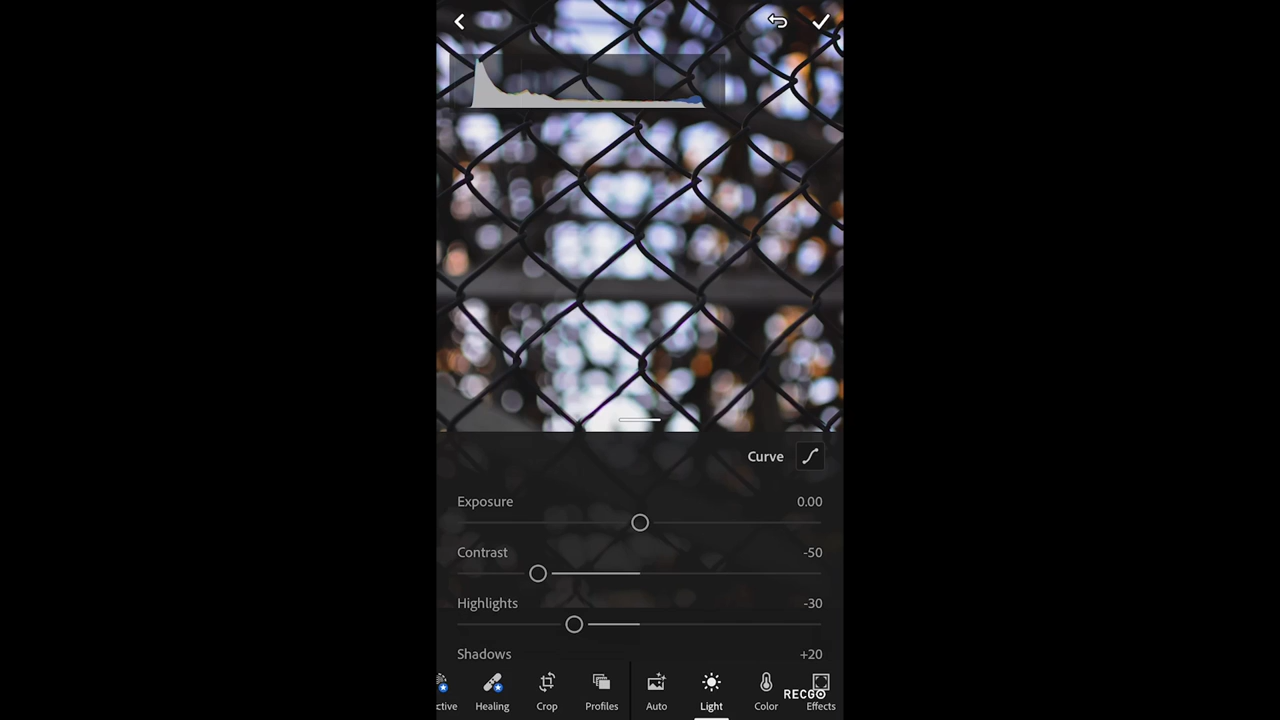 Curve
Exposure 0.00
Contrast -50
Highlights -30
Shadows +20
ctive Healing Crop Profiles Auto Light Color Effects
RECGO